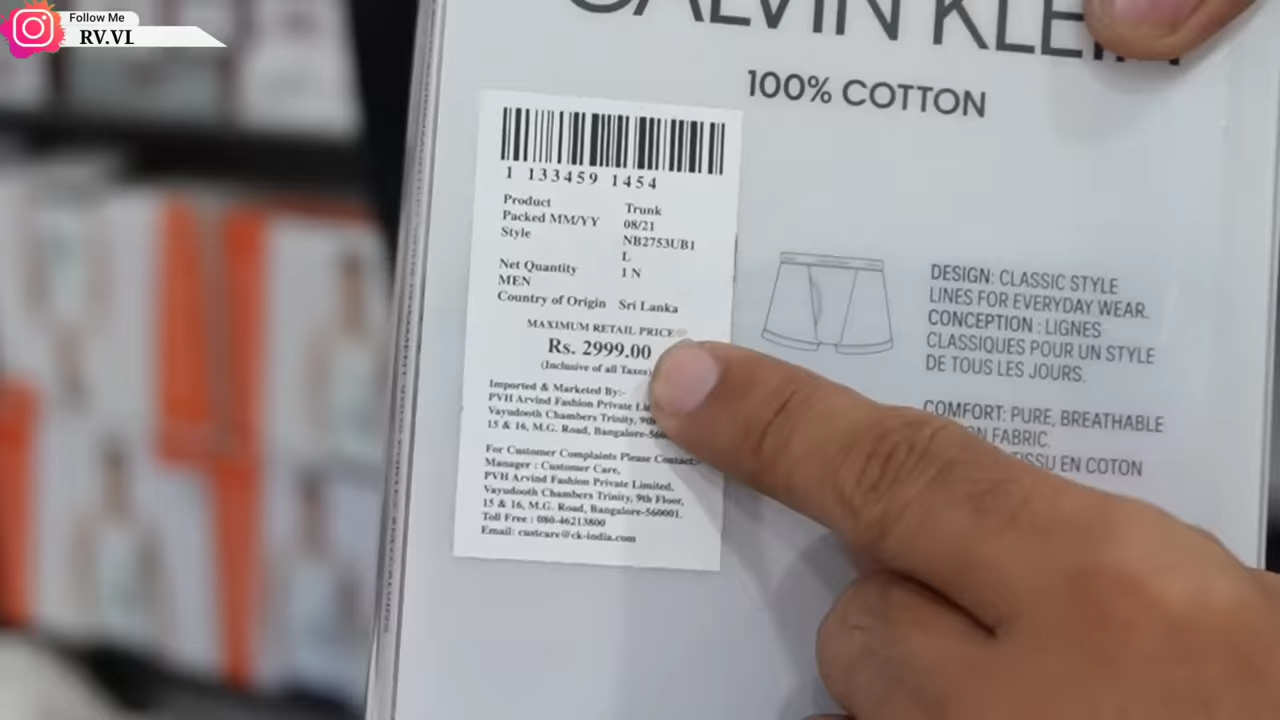 Follow Me
RV.VL
CALVIN KLEIN
100% COTTON
1 133459 1454
Product Trunk
Packed MM/YY 08/21
Style NB2753UB1
L
Net Quantity 1 N
MEN
Country of Origin Sri Lanka
MAXIMUM RETAIL PRICE
Rs. 2999.00
(Inclusive of all Taxes)
Imported & Marketed By:-
PVH Arvind Fashion Private
Vayudooth Chambers Trinity, 9th
15 & 16, M.G. Road, Bangalore-560
For Customer Complaints Please Contact:-
Manager : Customer Care,
PVH Arvind Fashion Private Limited.
Vayudooth Chambers Trinity, 9th Floor,
15 & 16, M.G. Road, Bangalore-560001.
Toll Free : 080-46213800
Email: custcare@ck-india.com
DESIGN: CLASSIC STYLE
LINES FOR EVERYDAY WEAR.
CONCEPTION : LIGNES
CLASSIQUES POUR UN STYLE
DE TOUS LES JOURS.
COMFORT: PURE, BREATHABLE
FABRIC.
TISSU EN COTON